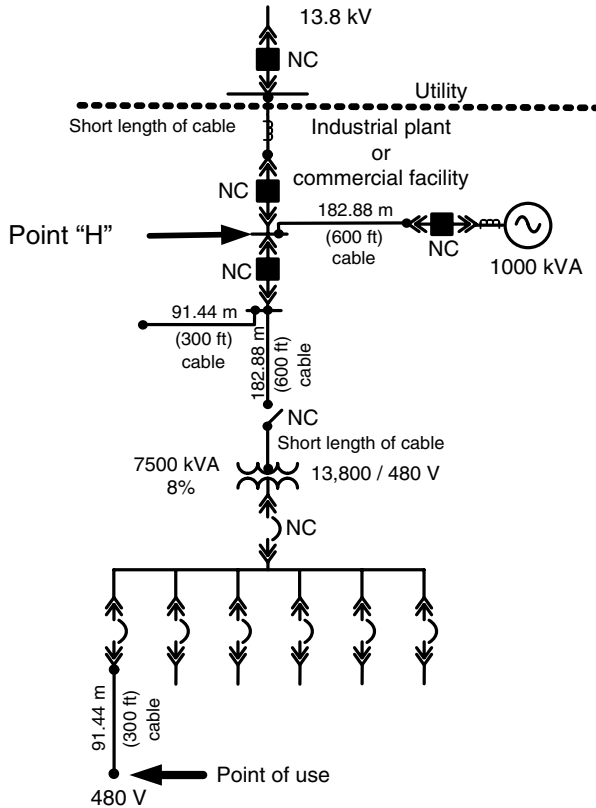 13.8 kV
NC
Utility
Short length of cable
Industrial plant
or
commercial facility
NC
182.88 m
(600 ft)
cable
NC
1000 kVA
Point “H”
NC
91.44 m
(300 ft)
cable
182.88 m
(600 ft)
cable
NC
Short length of cable
7500 kVA
8%
13,800 / 480 V
NC
91.44 m
(300 ft)
cable
Point of use
480 V